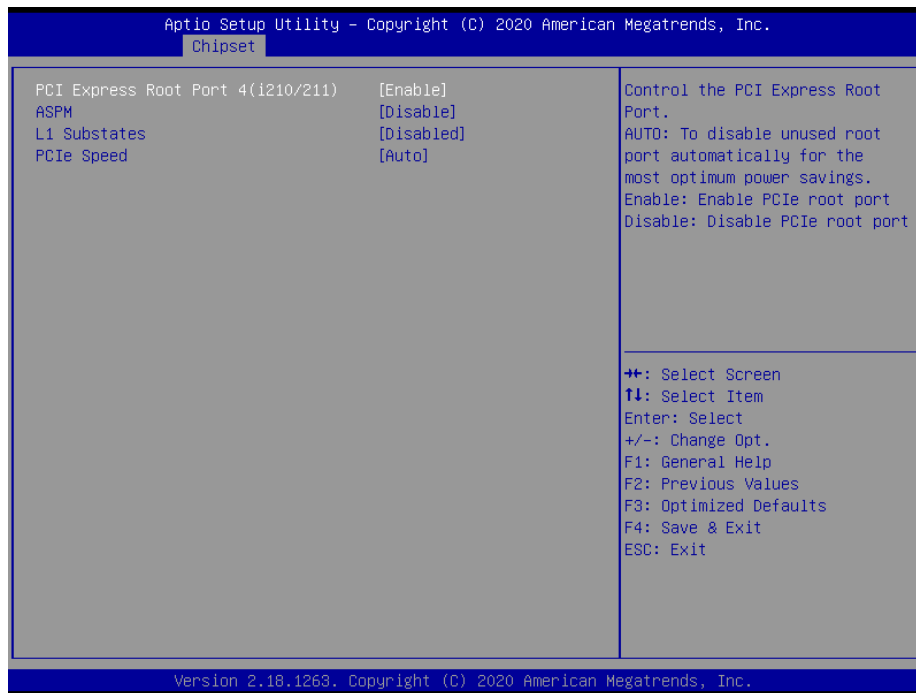 Aptio Setup Utility – Copyright (C) 2020 American Megatrends, Inc.
Chipset
PCI Express Root Port 4(i210/211) [Enable]
ASPM [Disable]
L1 Substates [Disabled]
PCIe Speed [Auto]
Control the PCI Express Root
Port.
AUTO: To disable unused root
port automatically for the
most optimum power savings.
Enable: Enable PCIe root port
Disable: Disable PCIe root port
→←: Select Screen
↑↓: Select Item
Enter: Select
+/-: Change Opt.
F1: General Help
F2: Previous Values
F3: Optimized Defaults
F4: Save & Exit
ESC: Exit
Version 2.18.1263. Copyright (C) 2020 American Megatrends, Inc.